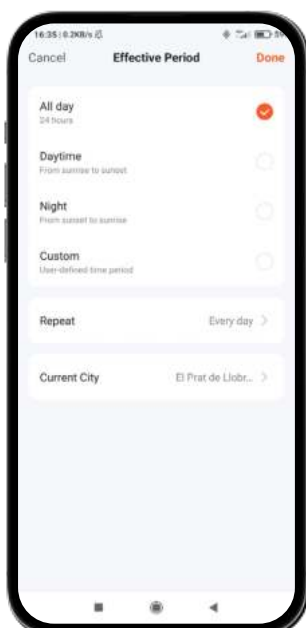 16:35 | 0.2KB/s
Cancel Effective Period Done
All day
24 hours
Daytime
From sunrise to sunset
Night
From sunset to sunrise
Custom
User-defined time period
Repeat Every day
Current City El Prat de Llobr...